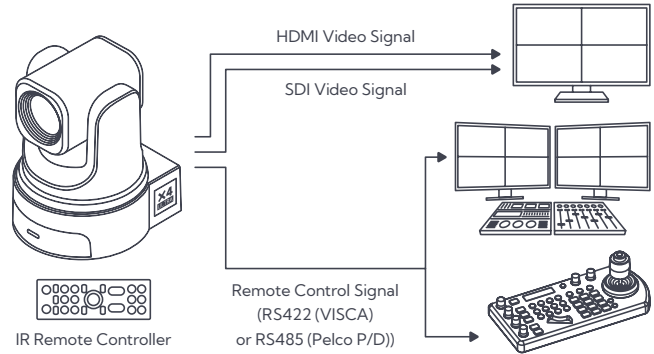 HDMI Video Signal
SDI Video Signal
X4
Remote Control Signal
(RS422 (VISCA)
or RS485 (Pelco P/D))
IR Remote Controller